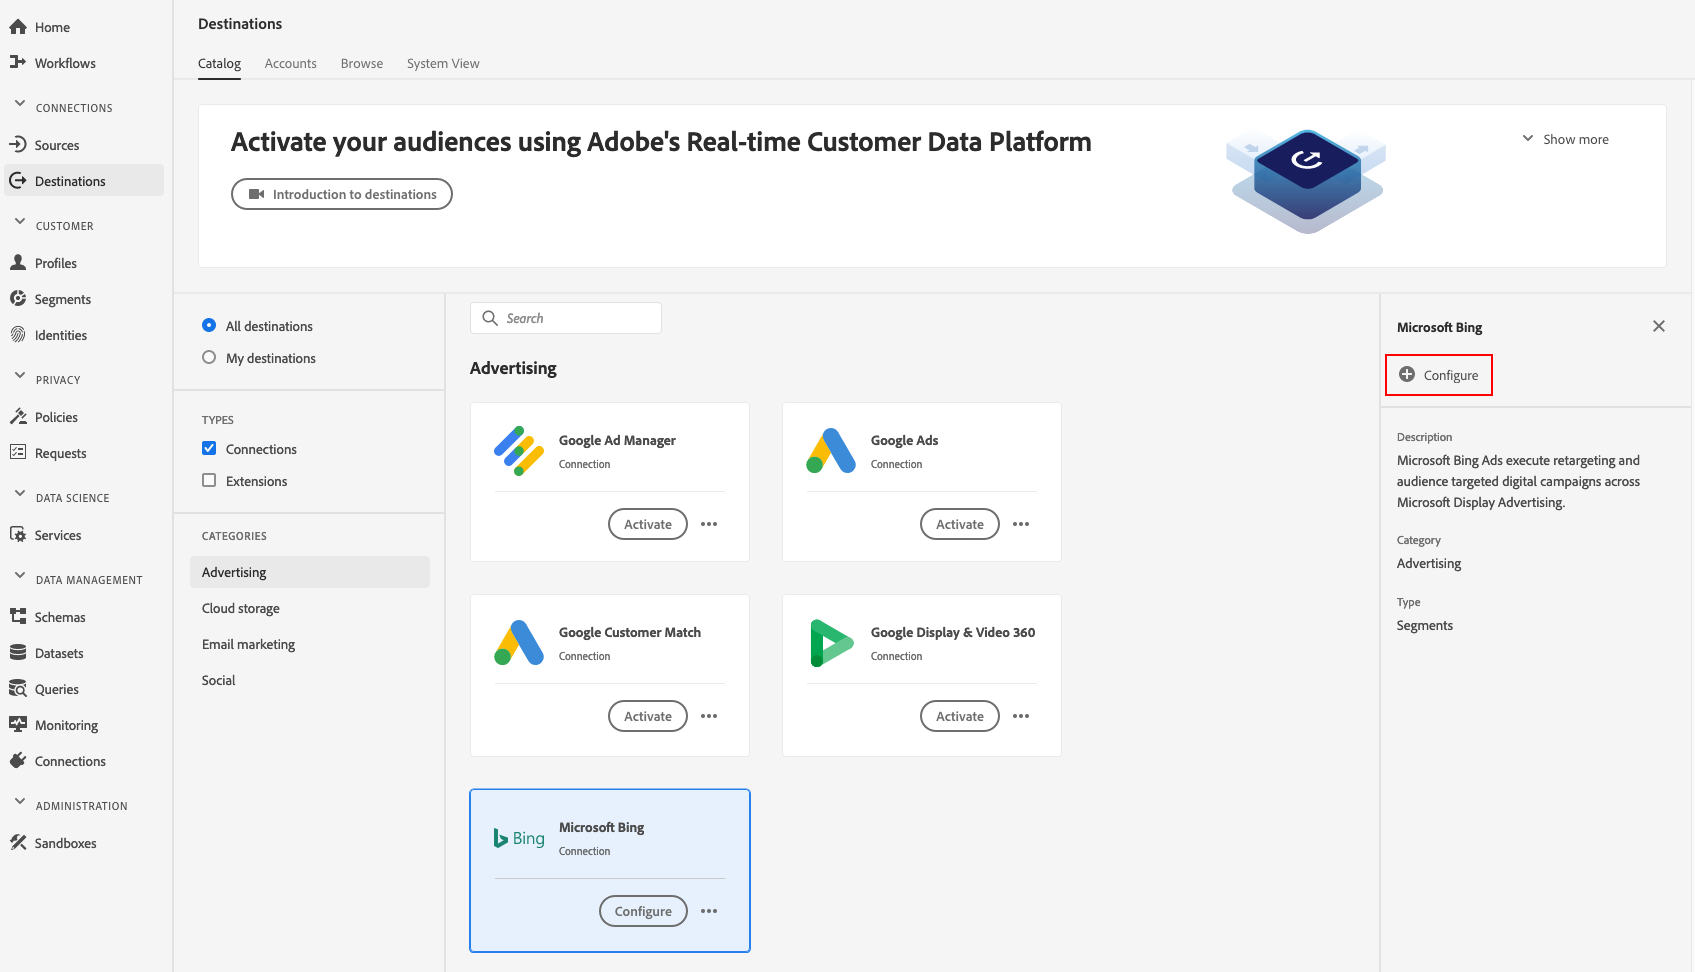 Home
Workflows
CONNECTIONS
Sources
Destinations
CUSTOMER
Profiles
Segments
Identities
PRIVACY
Policies
Requests
DATA SCIENCE
Services
DATA MANAGEMENT
Schemas
Datasets
Queries
Monitoring
Connections
ADMINISTRATION
Sandboxes
Destinations
Catalog Accounts Browse System View
Activate your audiences using Adobe's Real-time Customer Data Platform
Show more
Introduction to destinations
All destinations
My destinations
TYPES
Connections
Extensions
CATEGORIES
Advertising
Cloud storage
Email marketing
Social
Search
Advertising
Google Ad Manager
Connection
Activate
Google Ads
Connection
Activate
Google Customer Match
Connection
Activate
Google Display & Video 360
Connection
Activate
Bing
Microsoft Bing
Connection
Configure
Microsoft Bing
Configure
Description
Microsoft Bing Ads execute retargeting and
audience targeted digital campaigns across
Microsoft Display Advertising.
Category
Advertising
Type
Segments